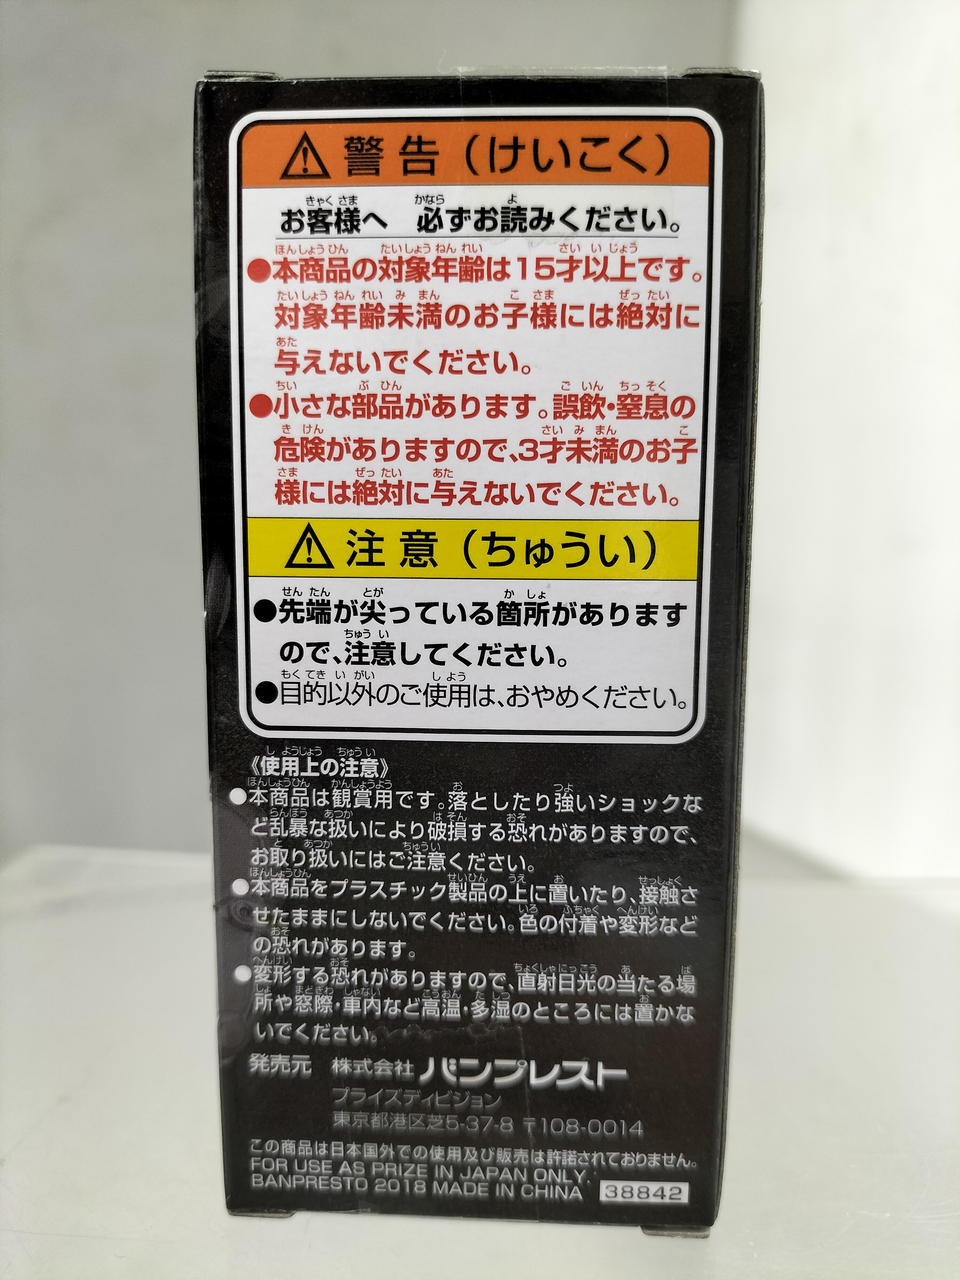 ⚠警告(けいこく)
お客様へ 必ずお読みください。
●本商品の対象年齢は15才以上です。
対象年齢未満のお子様には絶対に
与えないでください。
●小さな部品があります。誤飲・窒息の
危険がありますので、3才未満のお子
様には絶対に与えないでください。
⚠注意(ちゅうい)
●先端が尖っている箇所があります
ので、注意してください。
●目的以外のご使用は、おやめください。
《使用上の注意》
●本商品は観賞用です。落としたり強いショックな
ど乱暴な扱いにより破損する恐れがありますので、
お取り扱いにはご注意ください。
●本商品をプラスチック製品の上に置いたり、接触さ
せたままにしないでください。色の付着や変形など
の恐れがあります。
●変形する恐れがありますので、直射日光の当たる場
所や窓際・車内など高温・多湿のところには置かな
いでください。
発売元 株式会社 バンプレスト
プライズディビジョン
東京都港区芝5-37-8 〒108-0014
この商品は日本国外での使用及び販売は許諾されておりません。
FOR USE AS PRIZE IN JAPAN ONLY.
BANPRESTO 2018 MADE IN CHINA 38842